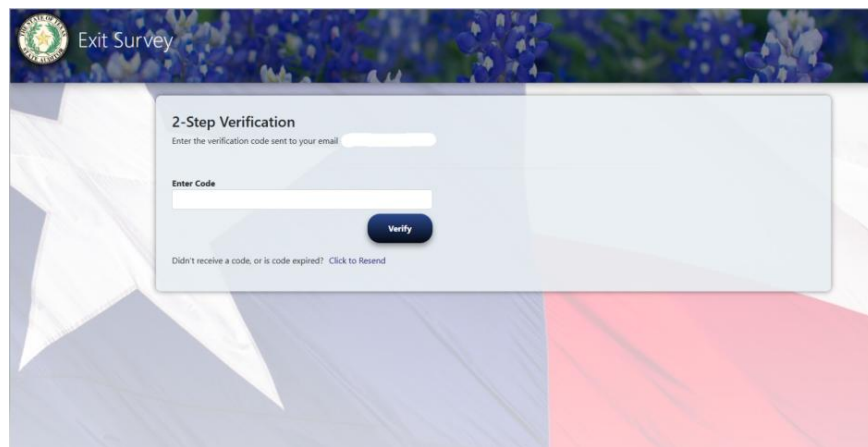 Exit Survey
2-Step Verification
Enter the verification code sent to your email
Enter Code
Verify
Didn't receive a code, or is code expired? Click to Resend